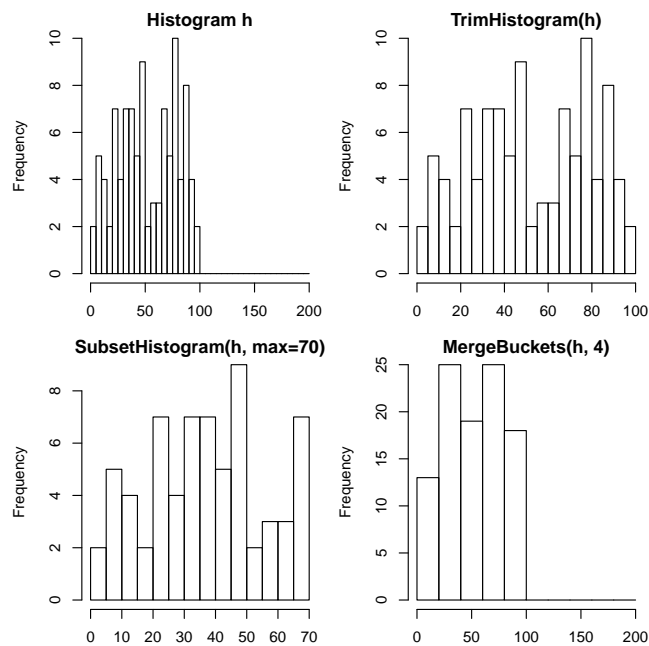 Histogram h
Frequency
0 2 4 6 8 10
0 50 100 150 200
TrimHistogram(h)
Frequency
0 2 4 6 8 10
0 20 40 60 80 100
SubsetHistogram(h, max=70)
Frequency
0 2 4 6 8
0 10 20 30 40 50 60 70
MergeBuckets(h, 4)
Frequency
0 5 10 15 20 25
0 50 100 150 200